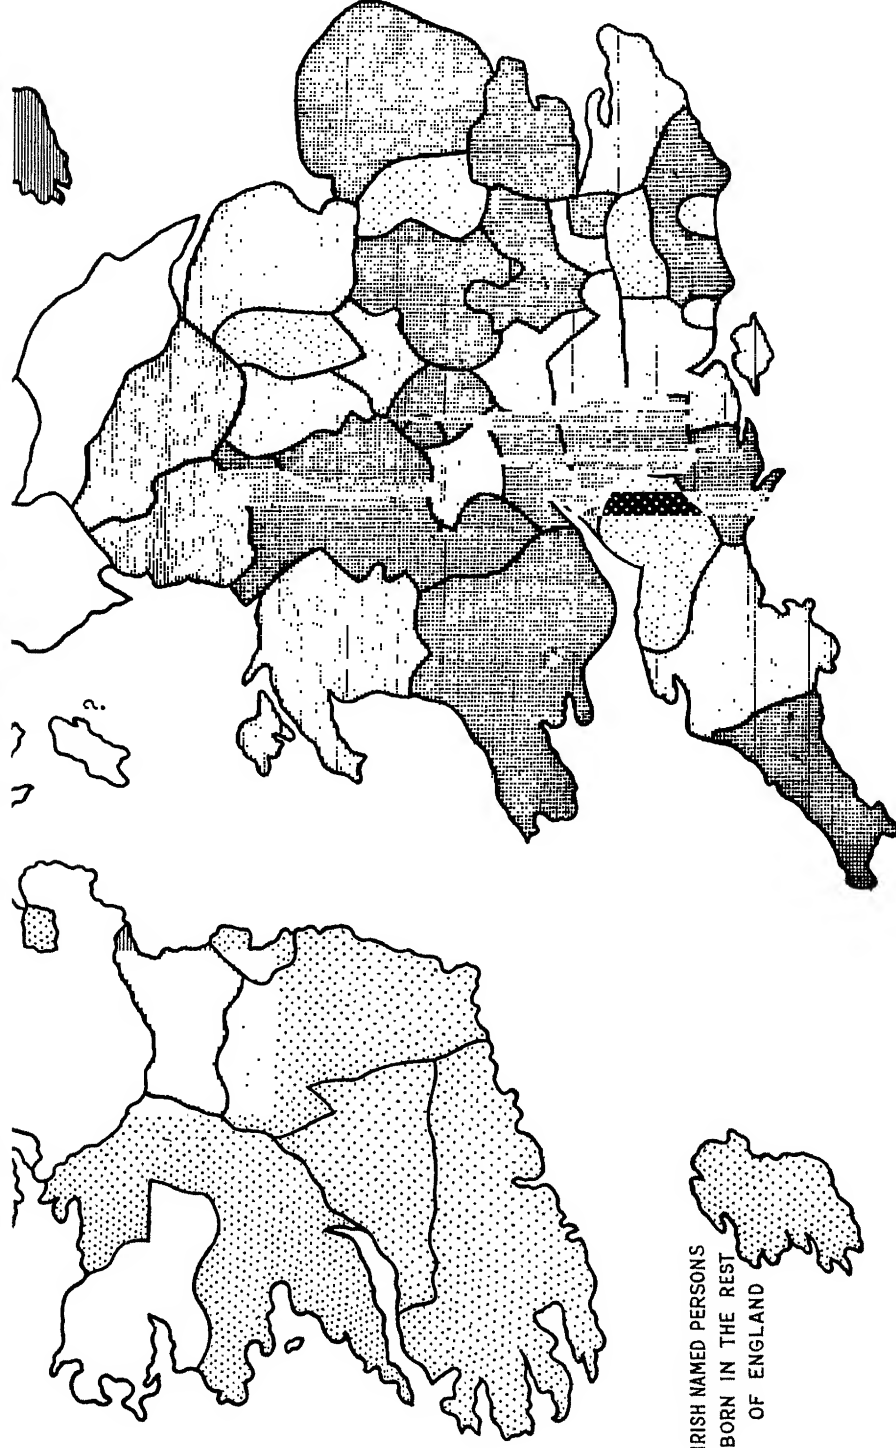 ?
IRISH NAMED PERSONS
BORN IN THE REST
OF ENGLAND